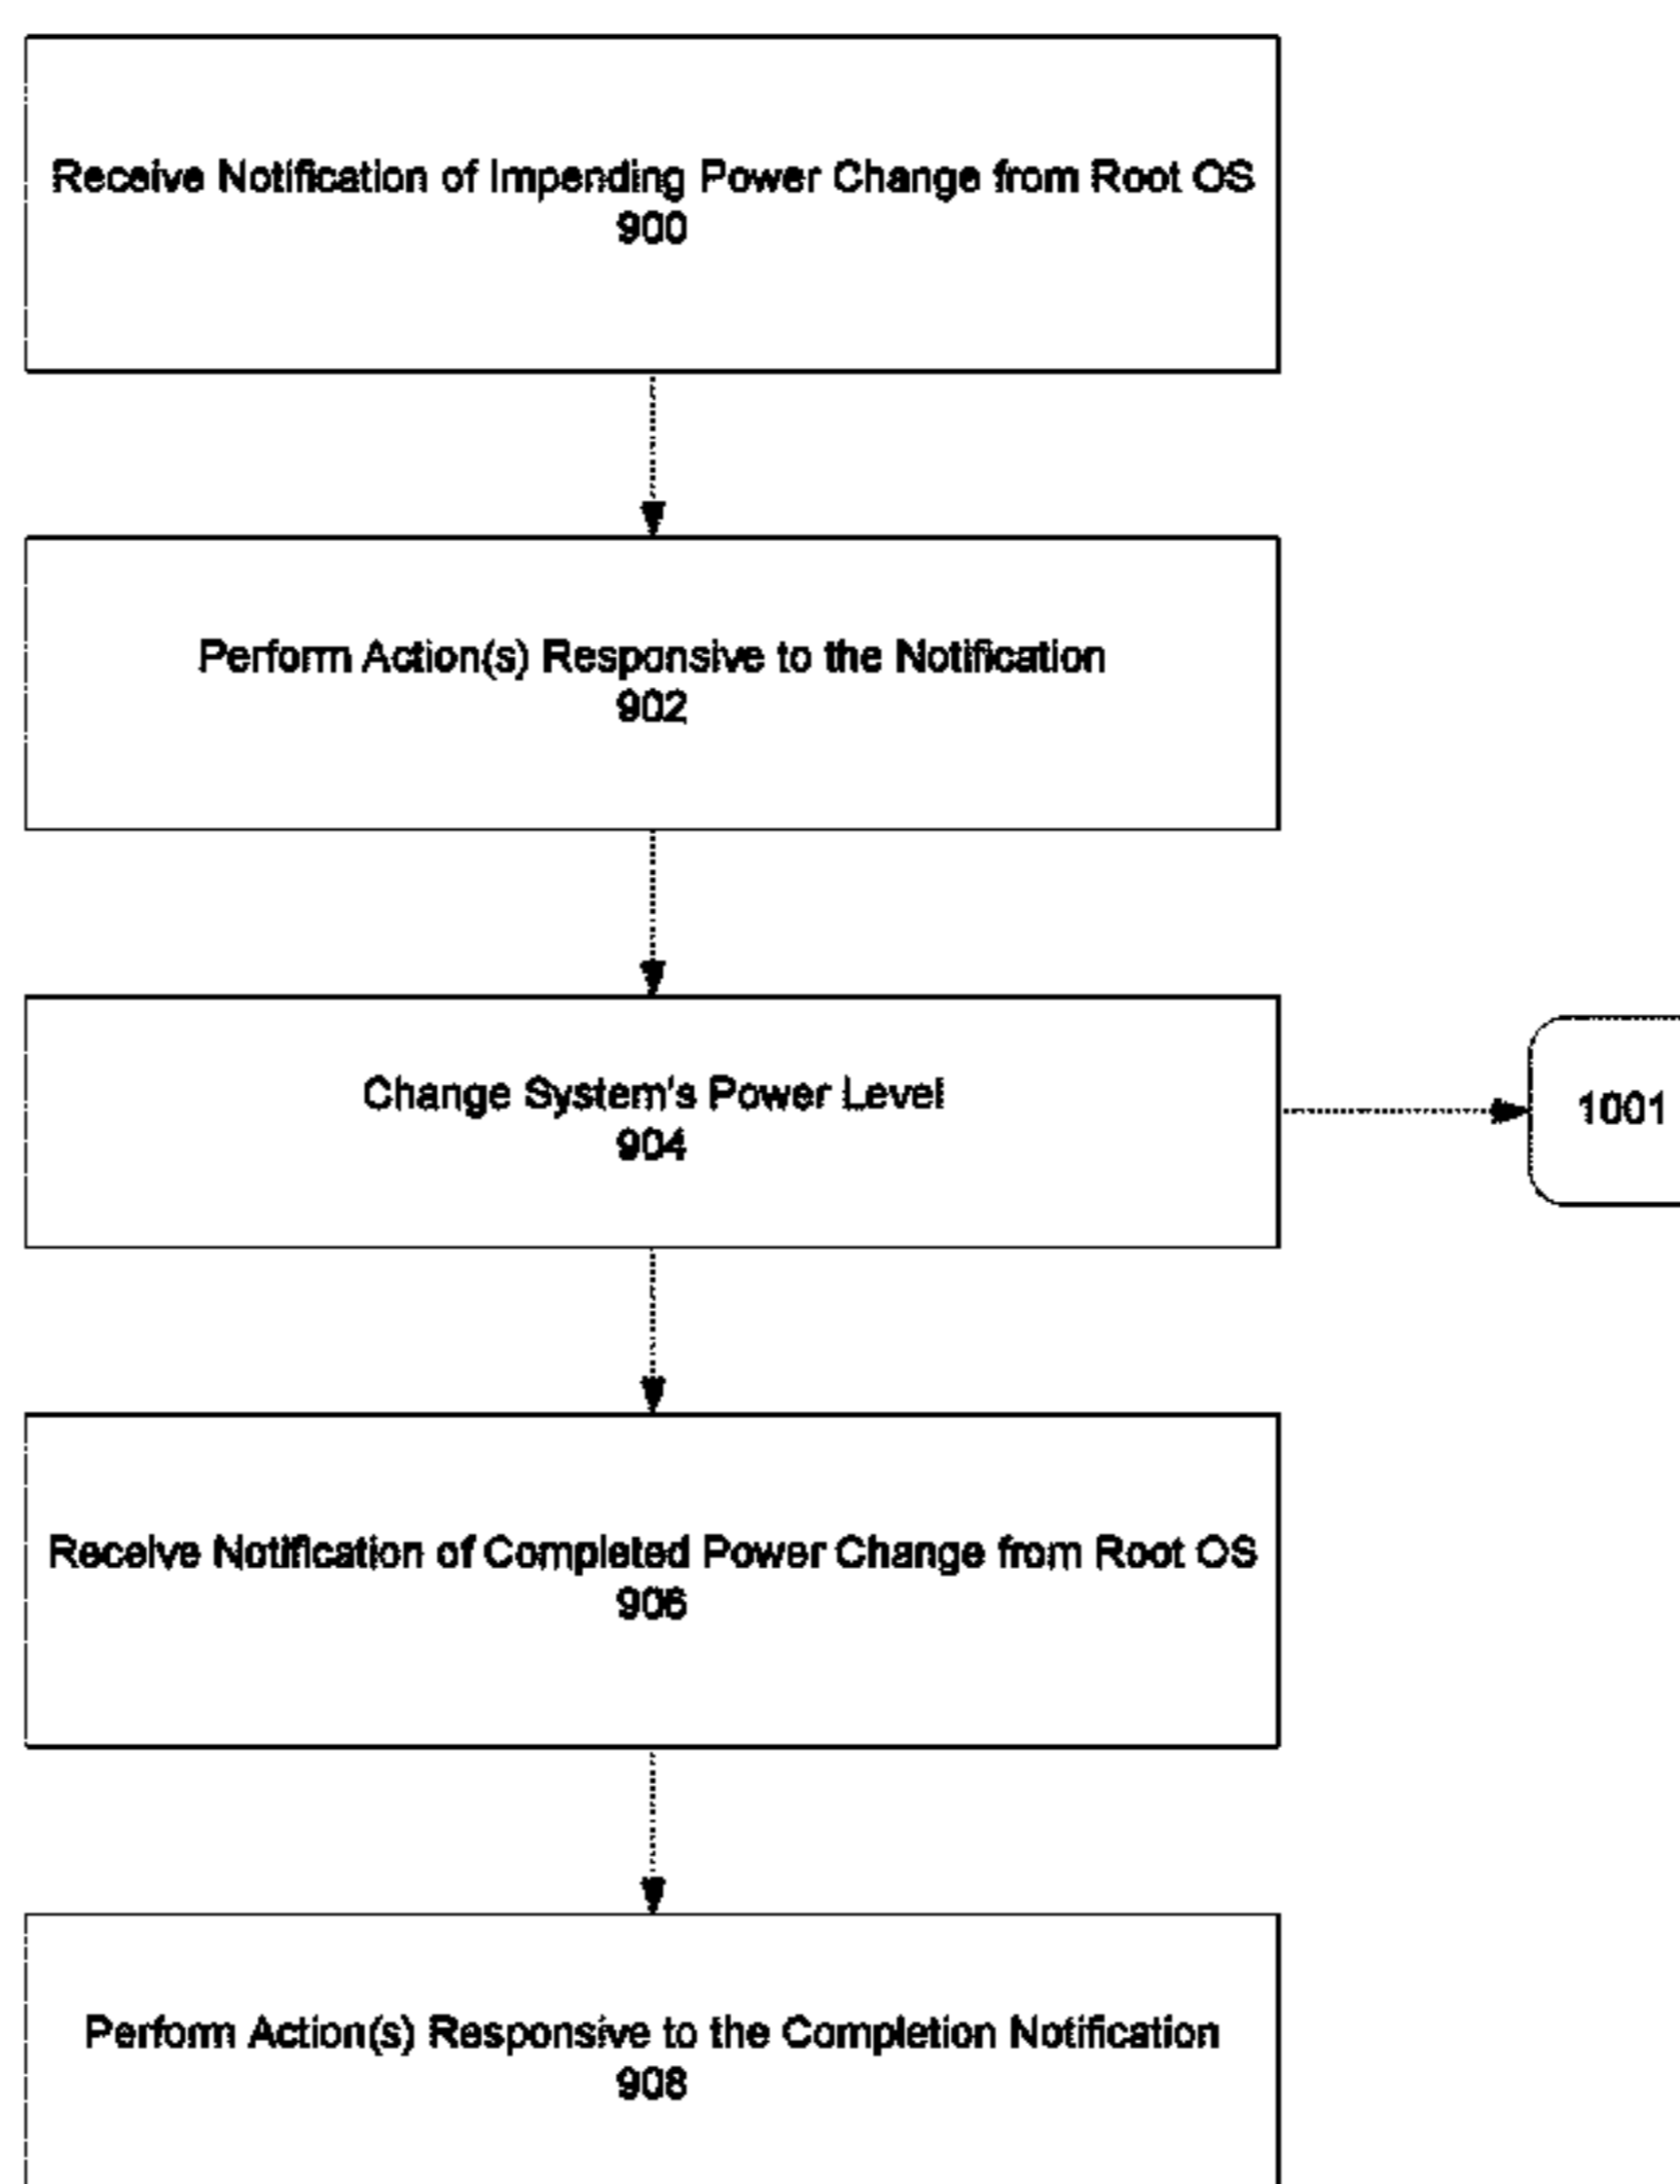 Receive Notification of Impending Power Change from Root OS
900
Perform Action(s) Responsive to the Notification
902
Change System's Power Level
904
1001
Receive Notification of Completed Power Change from Root OS
906
Perform Action(s) Responsive to the Completion Notification
908